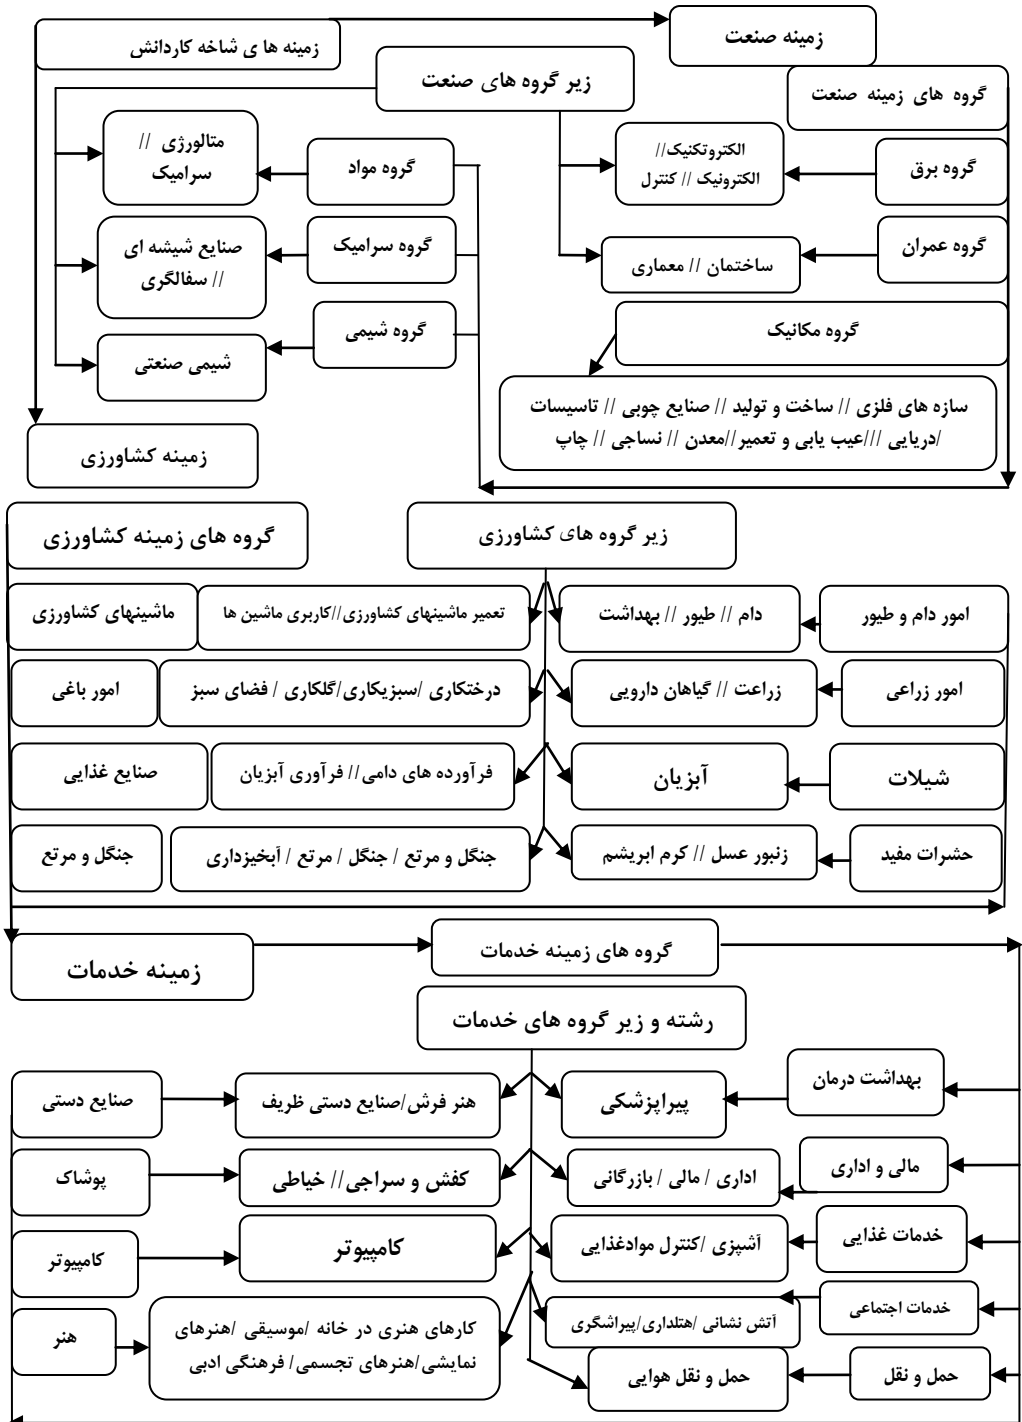 زمینه ها ی شاخه کاردانش
زمینه صنعت
زیر گروه های صنعت
گروه های زمینه صنعت
الکتروتکنیک//
الکترونیک // کنترل
گروه برق
متالورژی //
سرامیک
گروه مواد
گروه عمران
ساختمان // معماری
گروه سرامیک
صنایع شیشه ای
// سفالگری
گروه مکانیک
گروه شیمی
شیمی صنعتی
سازه های فلزی // ساخت و تولید // صنایع چوبی // تاسیسات
/دریایی ///عیب یابی و تعمیر//معدن // نساجی // چاپ
زمینه کشاورزی
زیر گروه های کشاورزی
گروه های زمینه کشاورزی
امور دام و طیور
دام // طیور // بهداشت
تعمیر ماشینهای کشاورزی//کاربری ماشین ها
ماشینهای کشاورزی
امور زراعی
زراعت // گیاهان دارویی
درختکاری /سبزیکاری/گلکاری / فضای سبز
امور باغی
شیلات
آبزیان
فرآورده های دامی// فرآوری آبزیان
صنایع غذایی
حشرات مفید
زنبور عسل // کرم ابریشم
جنگل و مرتع / جنگل / مرتع / آبخیزداری
جنگل و مرتع
گروه های زمینه خدمات
زمینه خدمات
رشته و زیر گروه های خدمات
بهداشت درمان
پیراپزشکی
هنر فرش/صنایع دستی ظریف
صنایع دستی
مالی و اداری
اداری / مالی / بازرگانی
کفش و سراجی// خیاطی
پوشاک
خدمات غذایی
آشپزی /کنترل موادغذایی
کامپیوتر
کامپیوتر
خدمات اجتماعی
آتش نشانی /هتلداری/پیراشگری
کارهای هنری در خانه /موسیقی /هنرهای
نمایشی/هنرهای تجسمی/ فرهنگی ادبی
هنر
حمل و نقل
حمل و نقل هوایی